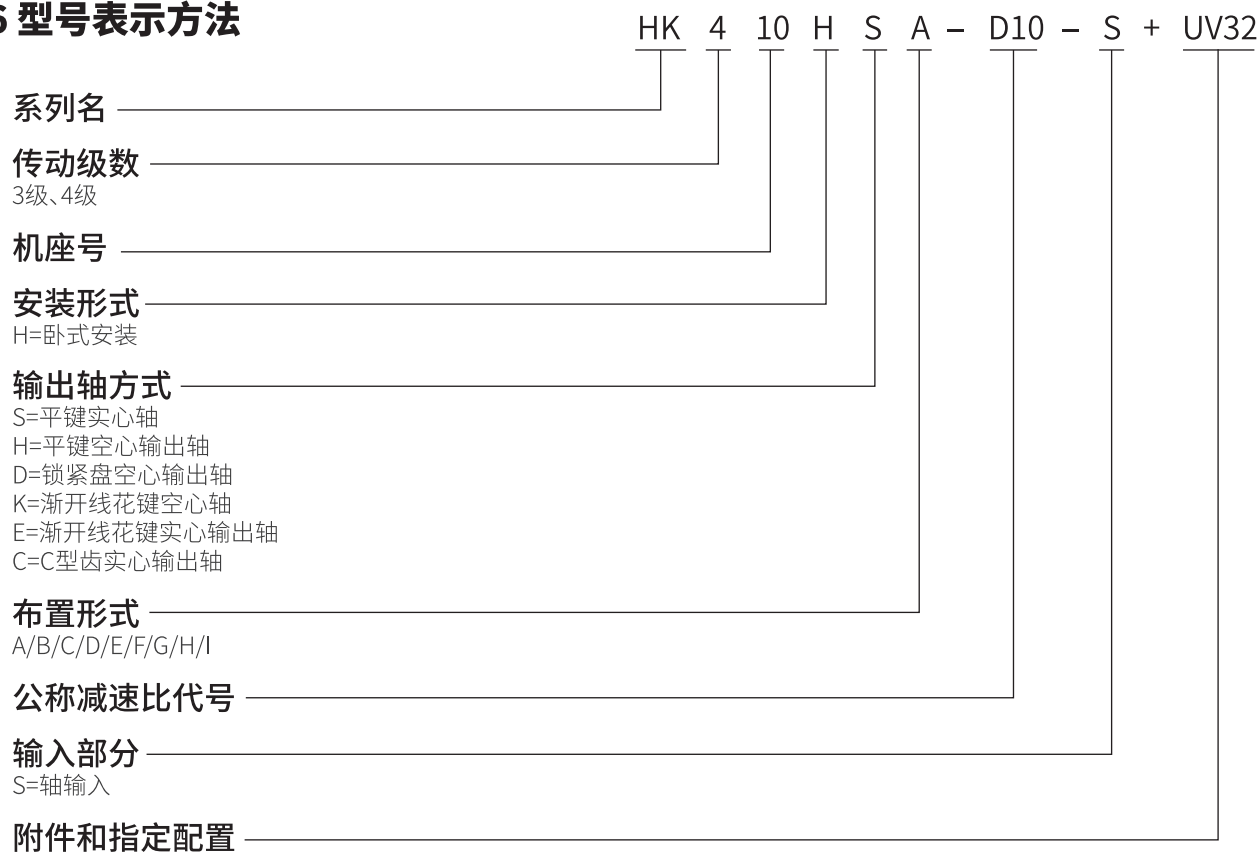 6 型号表示方法
HK 4 10 H S A – D10 – S + UV32
系列名
传动级数
3级、4级
机座号
安装形式
H=卧式安装
输出轴方式
S=平键实心轴
H=平键空心输出轴
D=锁紧盘空心输出轴
K=渐开线花键空心轴
E=渐开线花键实心输出轴
C=C型齿实心输出轴
布置形式
A/B/C/D/E/F/G/H/I
公称减速比代号
输入部分
S=轴输入
附件和指定配置